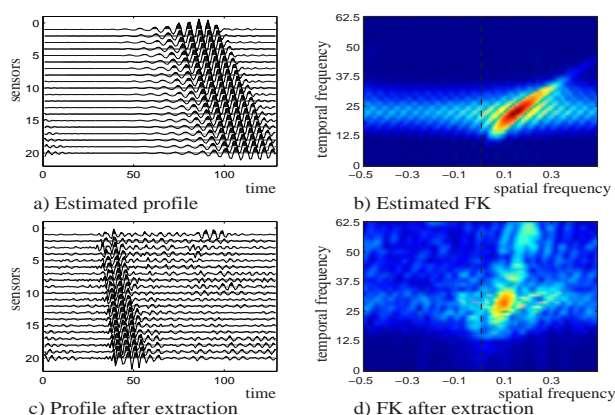 0
5
10
15
20
sensors
0 50 100
time
a) Estimated profile
62.5
50
37.5
25
12.5
0
temporal frequency
−0.5 −0.3 −0.1 0 0.1 0.3
spatial frequency
b) Estimated FK
0
5
10
15
20
sensors
0 50 100
time
c) Profile after extraction
62.5
50
37.5
25
12.5
0
temporal frequency
−0.5 −0.3 −0.1 0 0.1 0.3
spatial frequency
d) FK after extraction